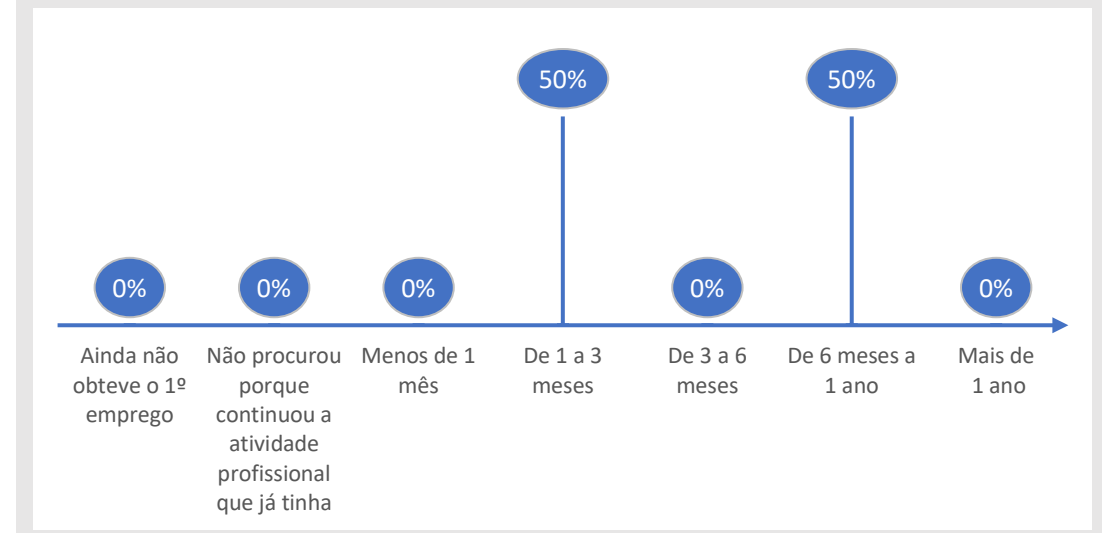 50%
50%
0%
0%
0%
0%
0%
Ainda não
obteve o 1º
emprego
Não procurou
porque
continuou a
atividade
profissional
que já tinha
Menos de 1
mês
De 1 a 3
meses
De 3 a 6
meses
De 6 meses a
1 ano
Mais de
1 ano